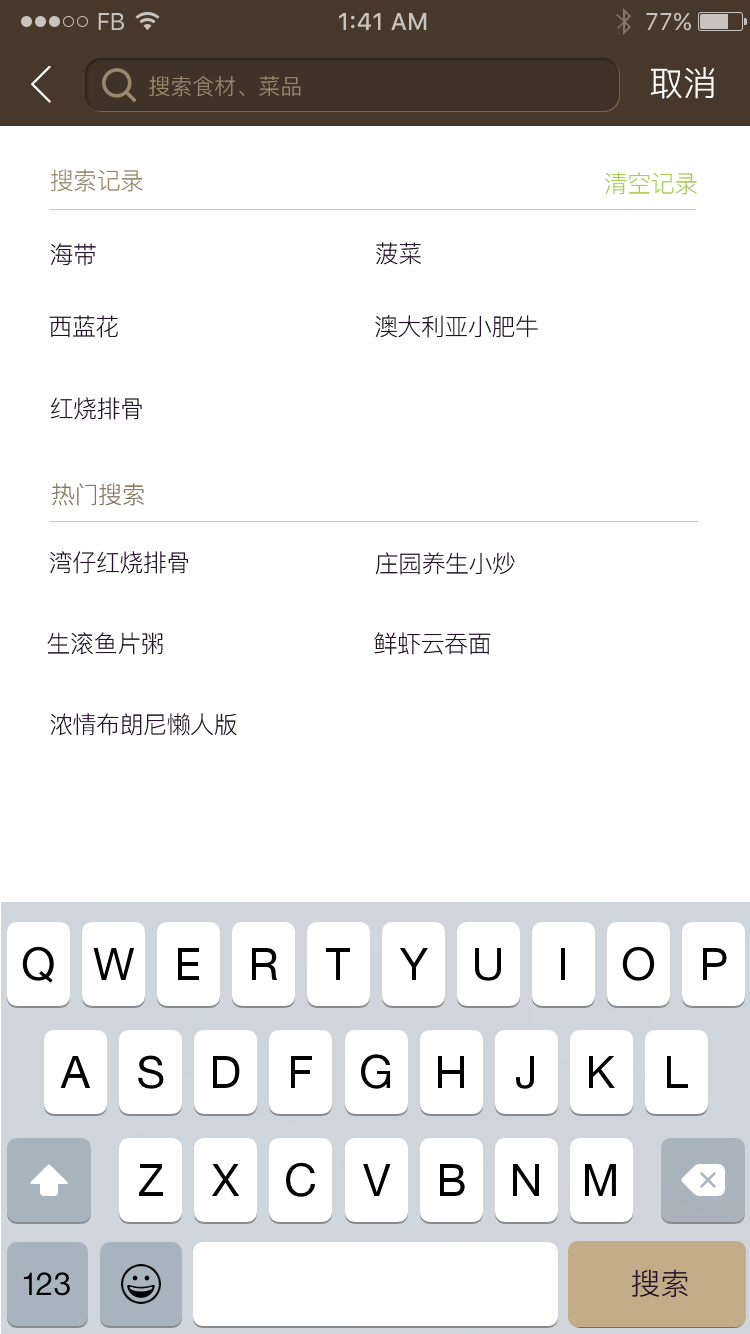 FB 1:41 AM 77%
搜索食材、菜品 取消
搜索记录 清空记录
海带 菠菜
西蓝花 澳大利亚小肥牛
红烧排骨
热门搜索
湾仔红烧排骨 庄园养生小炒
生滚鱼片粥 鲜虾云吞面
浓情布朗尼懒人版
Q W E R T Y U I O P
A S D F G H J K L
Z X C V B N M
123 搜索